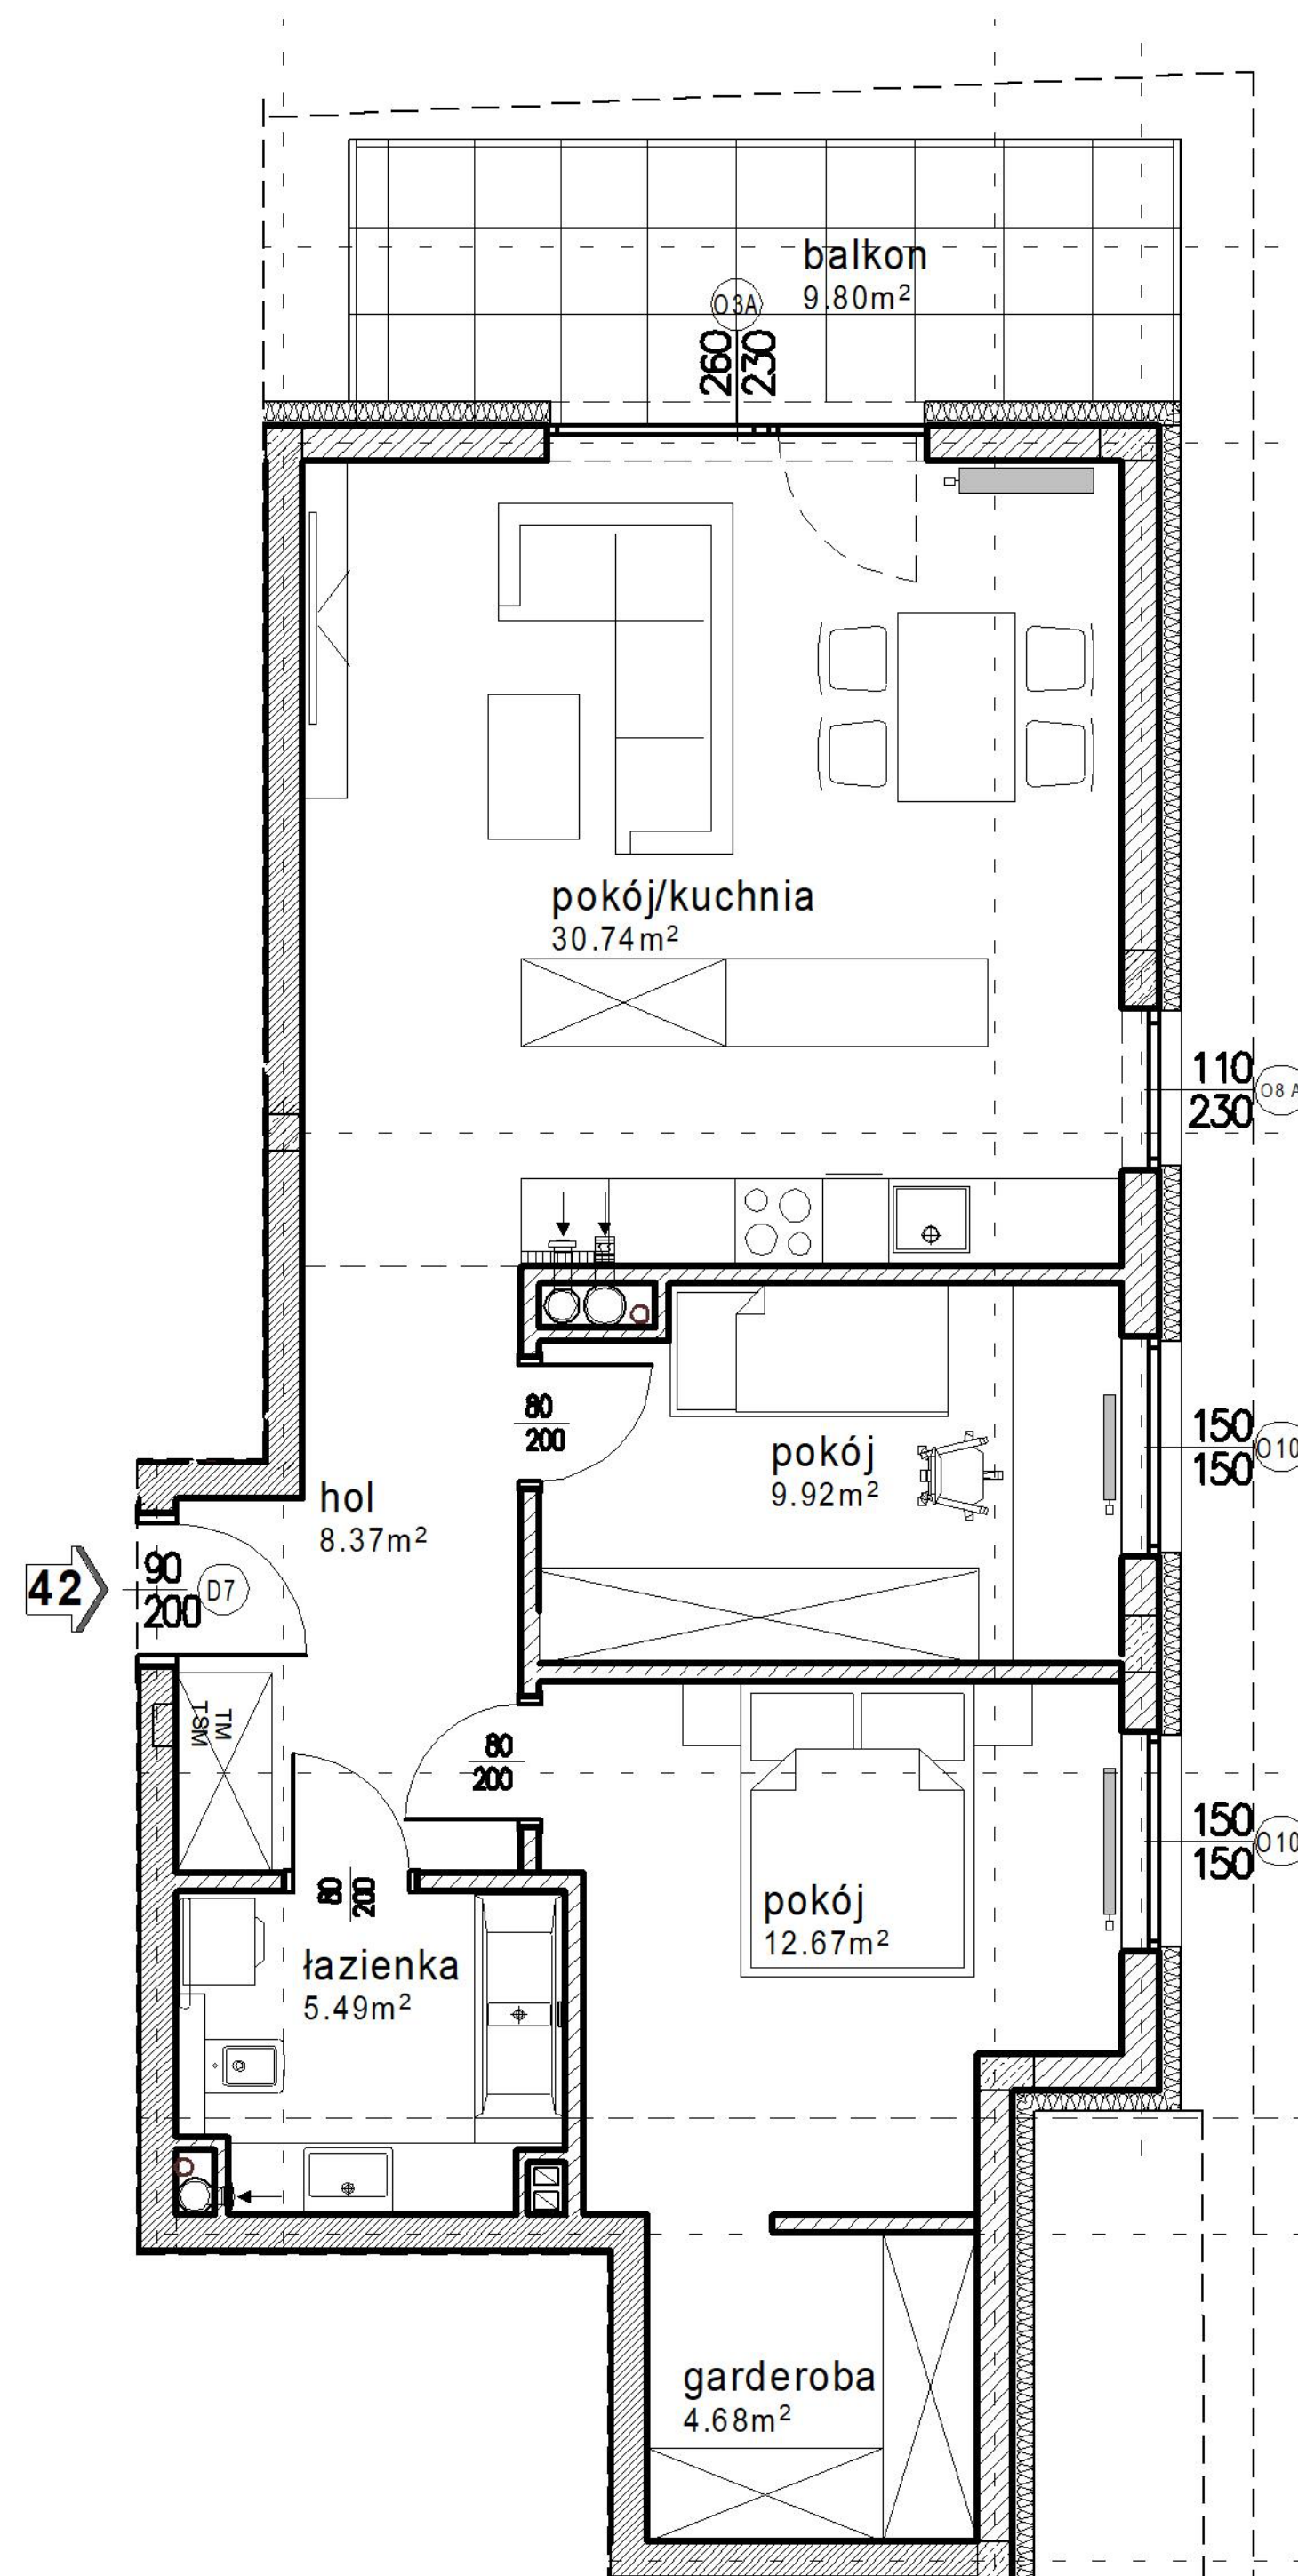 balkon
9.80m²
O3A
260
230
pokój/kuchnia
30.74m²
110
230
O8 A
80
200
pokój
9.92m²
150
150
O10
hol
8.37m²
42
90
200
D7
TM
TSM
80
200
80
200
pokój
12.67m²
150
150
O10
łazienka
5.49m²
garderoba
4.68m²